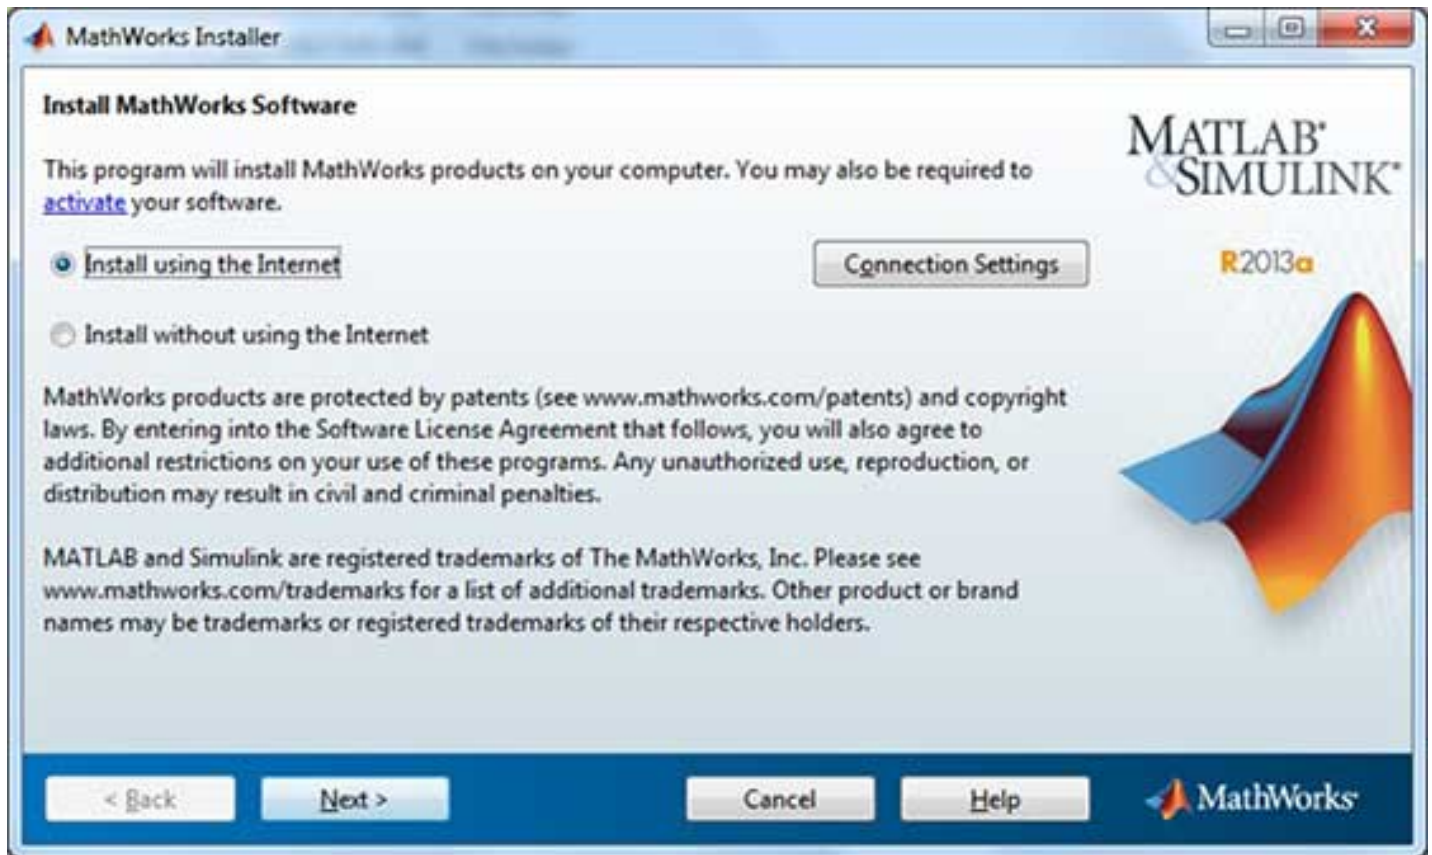 MathWorks Installer
Install MathWorks Software
This program will install MathWorks products on your computer. You may also be required to
activate your software.
Install using the Internet
Connection Settings
Install without using the Internet
MathWorks products are protected by patents (see www.mathworks.com/patents) and copyright
laws. By entering into the Software License Agreement that follows, you will also agree to
additional restrictions on your use of these programs. Any unauthorized use, reproduction, or
distribution may result in civil and criminal penalties.
MATLAB and Simulink are registered trademarks of The MathWorks, Inc. Please see
www.mathworks.com/trademarks for a list of additional trademarks. Other product or brand
names may be trademarks or registered trademarks of their respective holders.
MATLAB®
&SIMULINK®
R2013a
< Back
Next >
Cancel
Help
MathWorks®